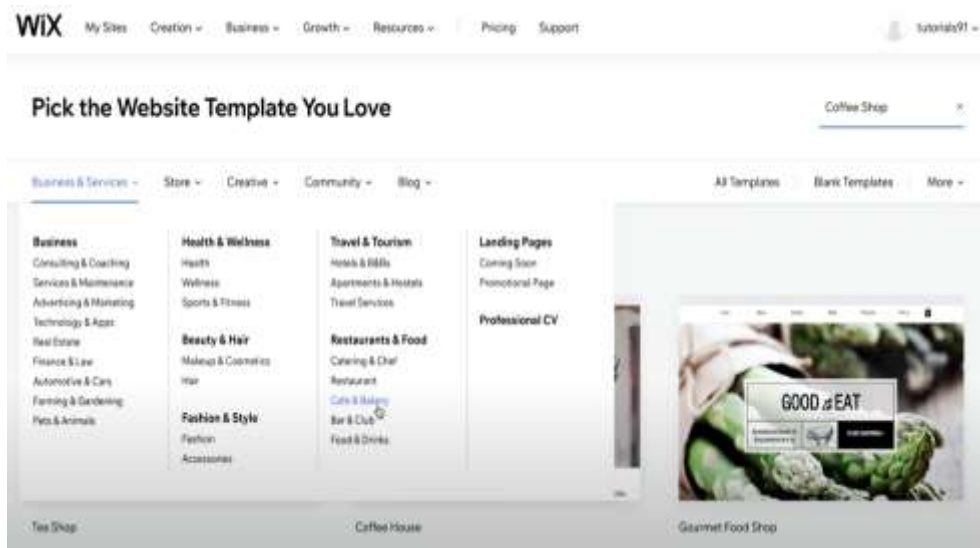 WiX My Sites Creation Business Growth Resources Pricing Support tutorials91
Pick the Website Template You Love
Coffee Shop ×
Business & Services Store Creative Community Blog All Templates Blank Templates More
Business
Consulting & Coaching
Services & Maintenance
Advertising & Marketing
Technology & Apps
Real Estate
Finance & Law
Automotive & Cars
Farming & Gardening
Pets & Animals
Health & Wellness
Health
Wellness
Sports & Fitness
Beauty & Hair
Makeup & Cosmetics
Hair
Fashion & Style
Fashion
Accessories
Travel & Tourism
Hotels & B&Bs
Apartments & Hostels
Travel Services
Restaurants & Food
Catering & Chef
Restaurant
Cafe & Bakery
Bar & Club
Food & Drinks
Landing Pages
Coming Soon
Promotional Page
Professional CV
GOOD to EAT
Tea Shop
Coffee House
Gourmet Food Shop